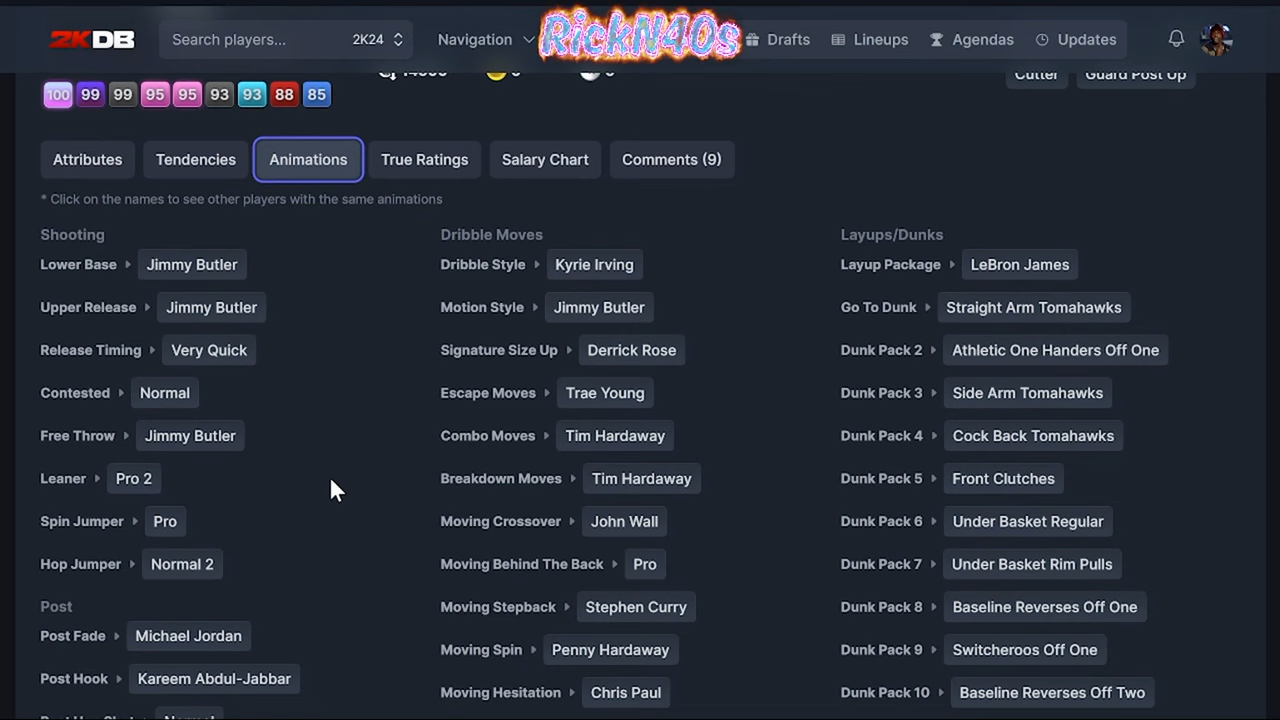 2KDB Search players... 2K24 Navigation RickN40s Drafts Lineups Agendas Updates
Cutter Guard Post Up
100 99 99 95 95 93 93 88 85
Attributes Tendencies Animations True Ratings Salary Chart Comments (9)
* Click on the names to see other players with the same animations
Shooting
Lower Base Jimmy Butler
Upper Release Jimmy Butler
Release Timing Very Quick
Contested Normal
Free Throw Jimmy Butler
Leaner Pro 2
Spin Jumper Pro
Hop Jumper Normal 2
Post
Post Fade Michael Jordan
Post Hook Kareem Abdul-Jabbar
Dribble Moves
Dribble Style Kyrie Irving
Motion Style Jimmy Butler
Signature Size Up Derrick Rose
Escape Moves Trae Young
Combo Moves Tim Hardaway
Breakdown Moves Tim Hardaway
Moving Crossover John Wall
Moving Behind The Back Pro
Moving Stepback Stephen Curry
Moving Spin Penny Hardaway
Moving Hesitation Chris Paul
Layups/Dunks
Layup Package LeBron James
Go To Dunk Straight Arm Tomahawks
Dunk Pack 2 Athletic One Handers Off One
Dunk Pack 3 Side Arm Tomahawks
Dunk Pack 4 Cock Back Tomahawks
Dunk Pack 5 Front Clutches
Dunk Pack 6 Under Basket Regular
Dunk Pack 7 Under Basket Rim Pulls
Dunk Pack 8 Baseline Reverses Off One
Dunk Pack 9 Switcheroos Off One
Dunk Pack 10 Baseline Reverses Off Two